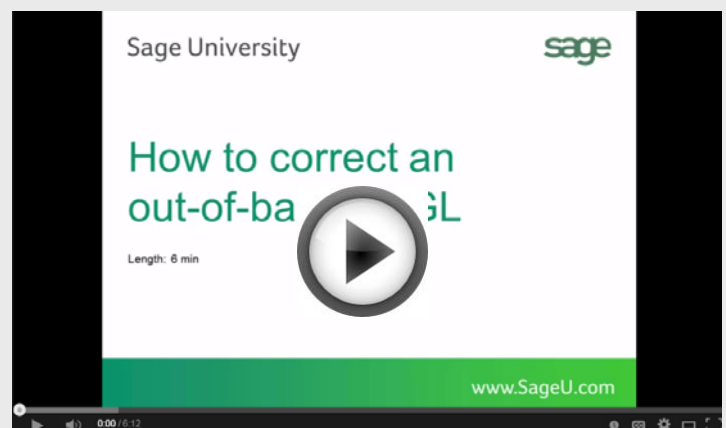 Sage University
sage
How to correct an
out-of-ba GL
Length: 6 min
www.SageU.com
0:00 / 6:12